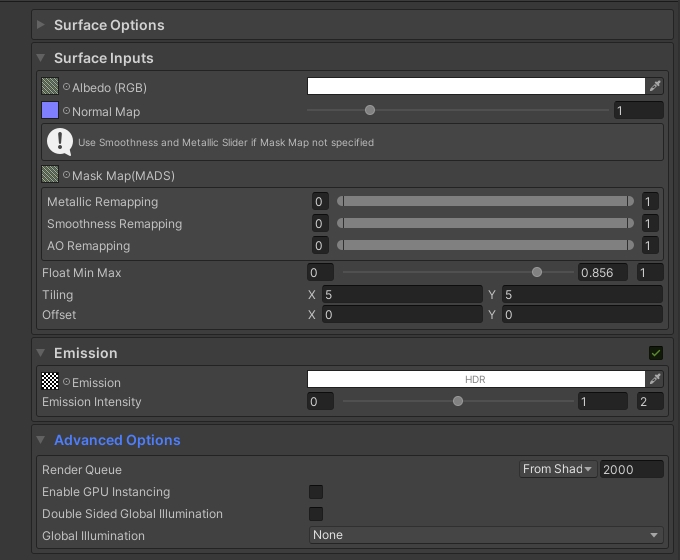 Surface Options
Surface Inputs
Albedo (RGB)
Normal Map 1
! Use Smoothness and Metallic Slider if Mask Map not specified
Mask Map(MADS)
Metallic Remapping 0 1
Smoothness Remapping 0 1
AO Remapping 0 1
Float Min Max 0 0.856 1
Tiling X 5 Y 5
Offset X 0 Y 0
Emission
Emission HDR
Emission Intensity 0 1 2
Advanced Options
Render Queue From Shad 2000
Enable GPU Instancing
Double Sided Global Illumination
Global Illumination None